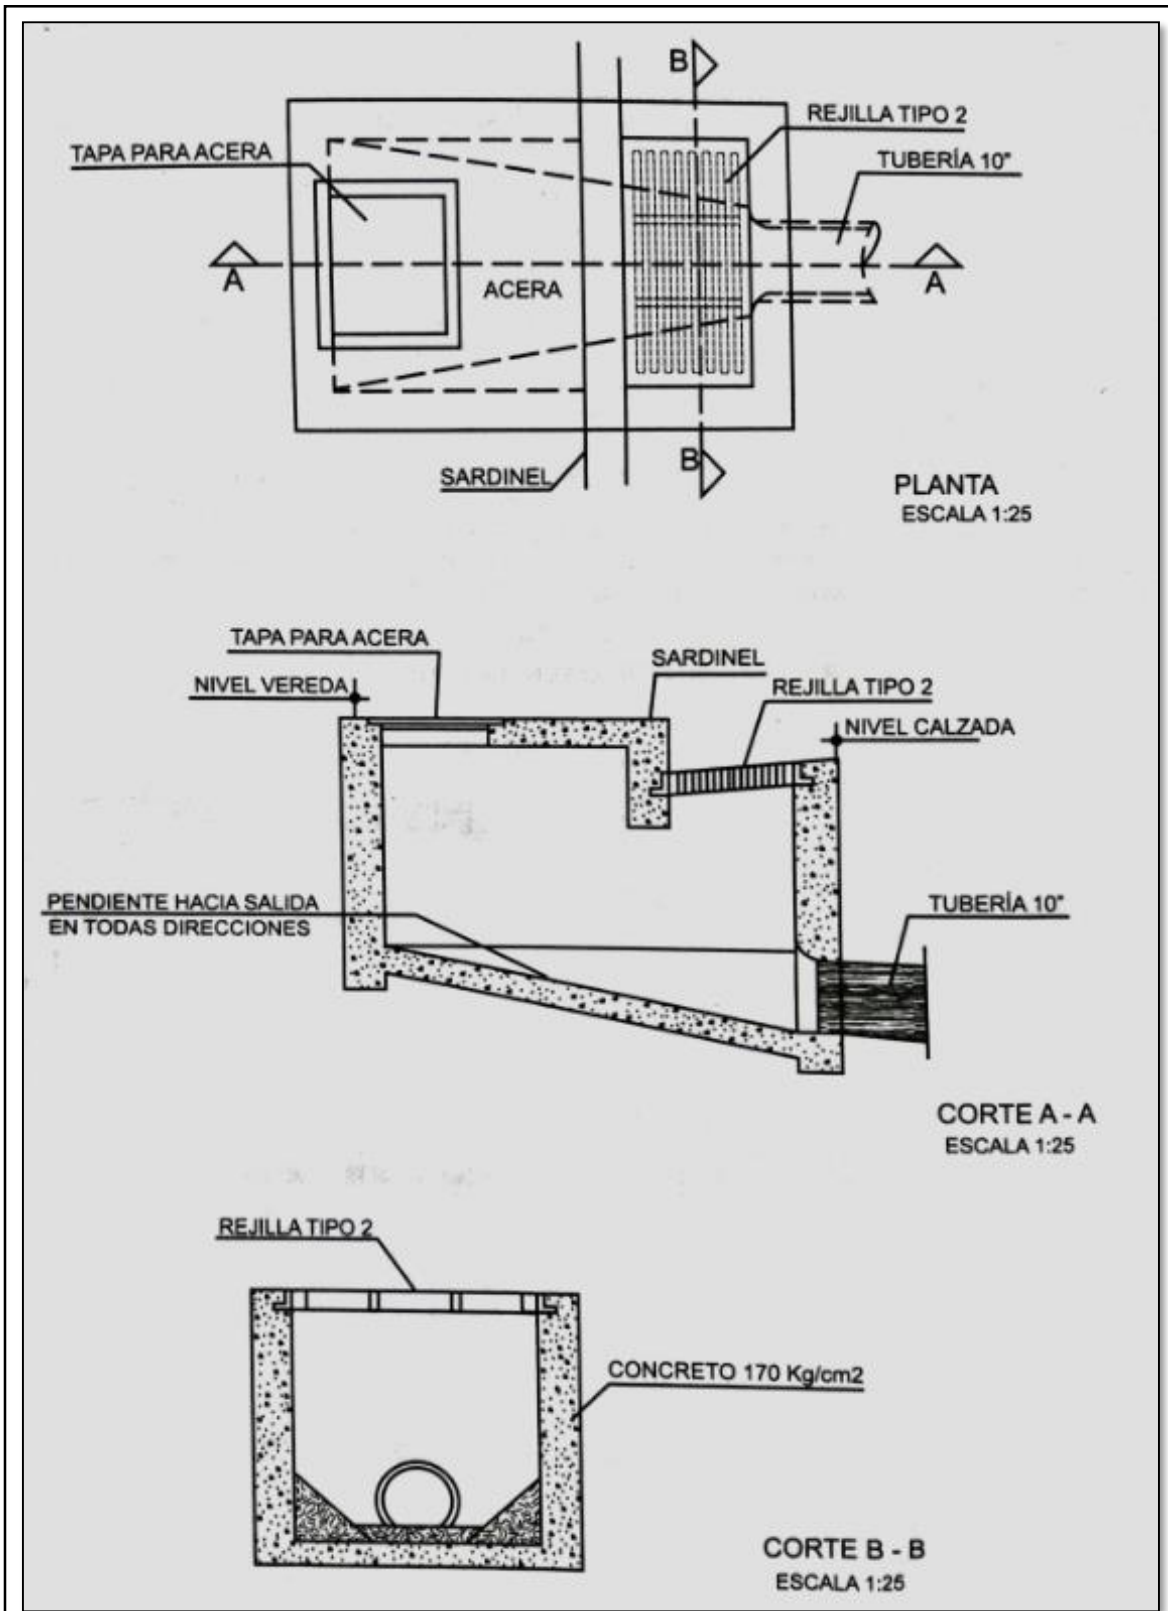 B
REJILLA TIPO 2
TAPA PARA ACERA
TUBERÍA 10"
A
ACERA
A
B
SARDINEL
PLANTA
ESCALA 1:25
TAPA PARA ACERA
SARDINEL
NIVEL VEREDA
REJILLA TIPO 2
NIVEL CALZADA
PENDIENTE HACIA SALIDA
EN TODAS DIRECCIONES
TUBERÍA 10"
CORTE A - A
ESCALA 1:25
REJILLA TIPO 2
CONCRETO 170 Kg/cm2
CORTE B - B
ESCALA 1:25